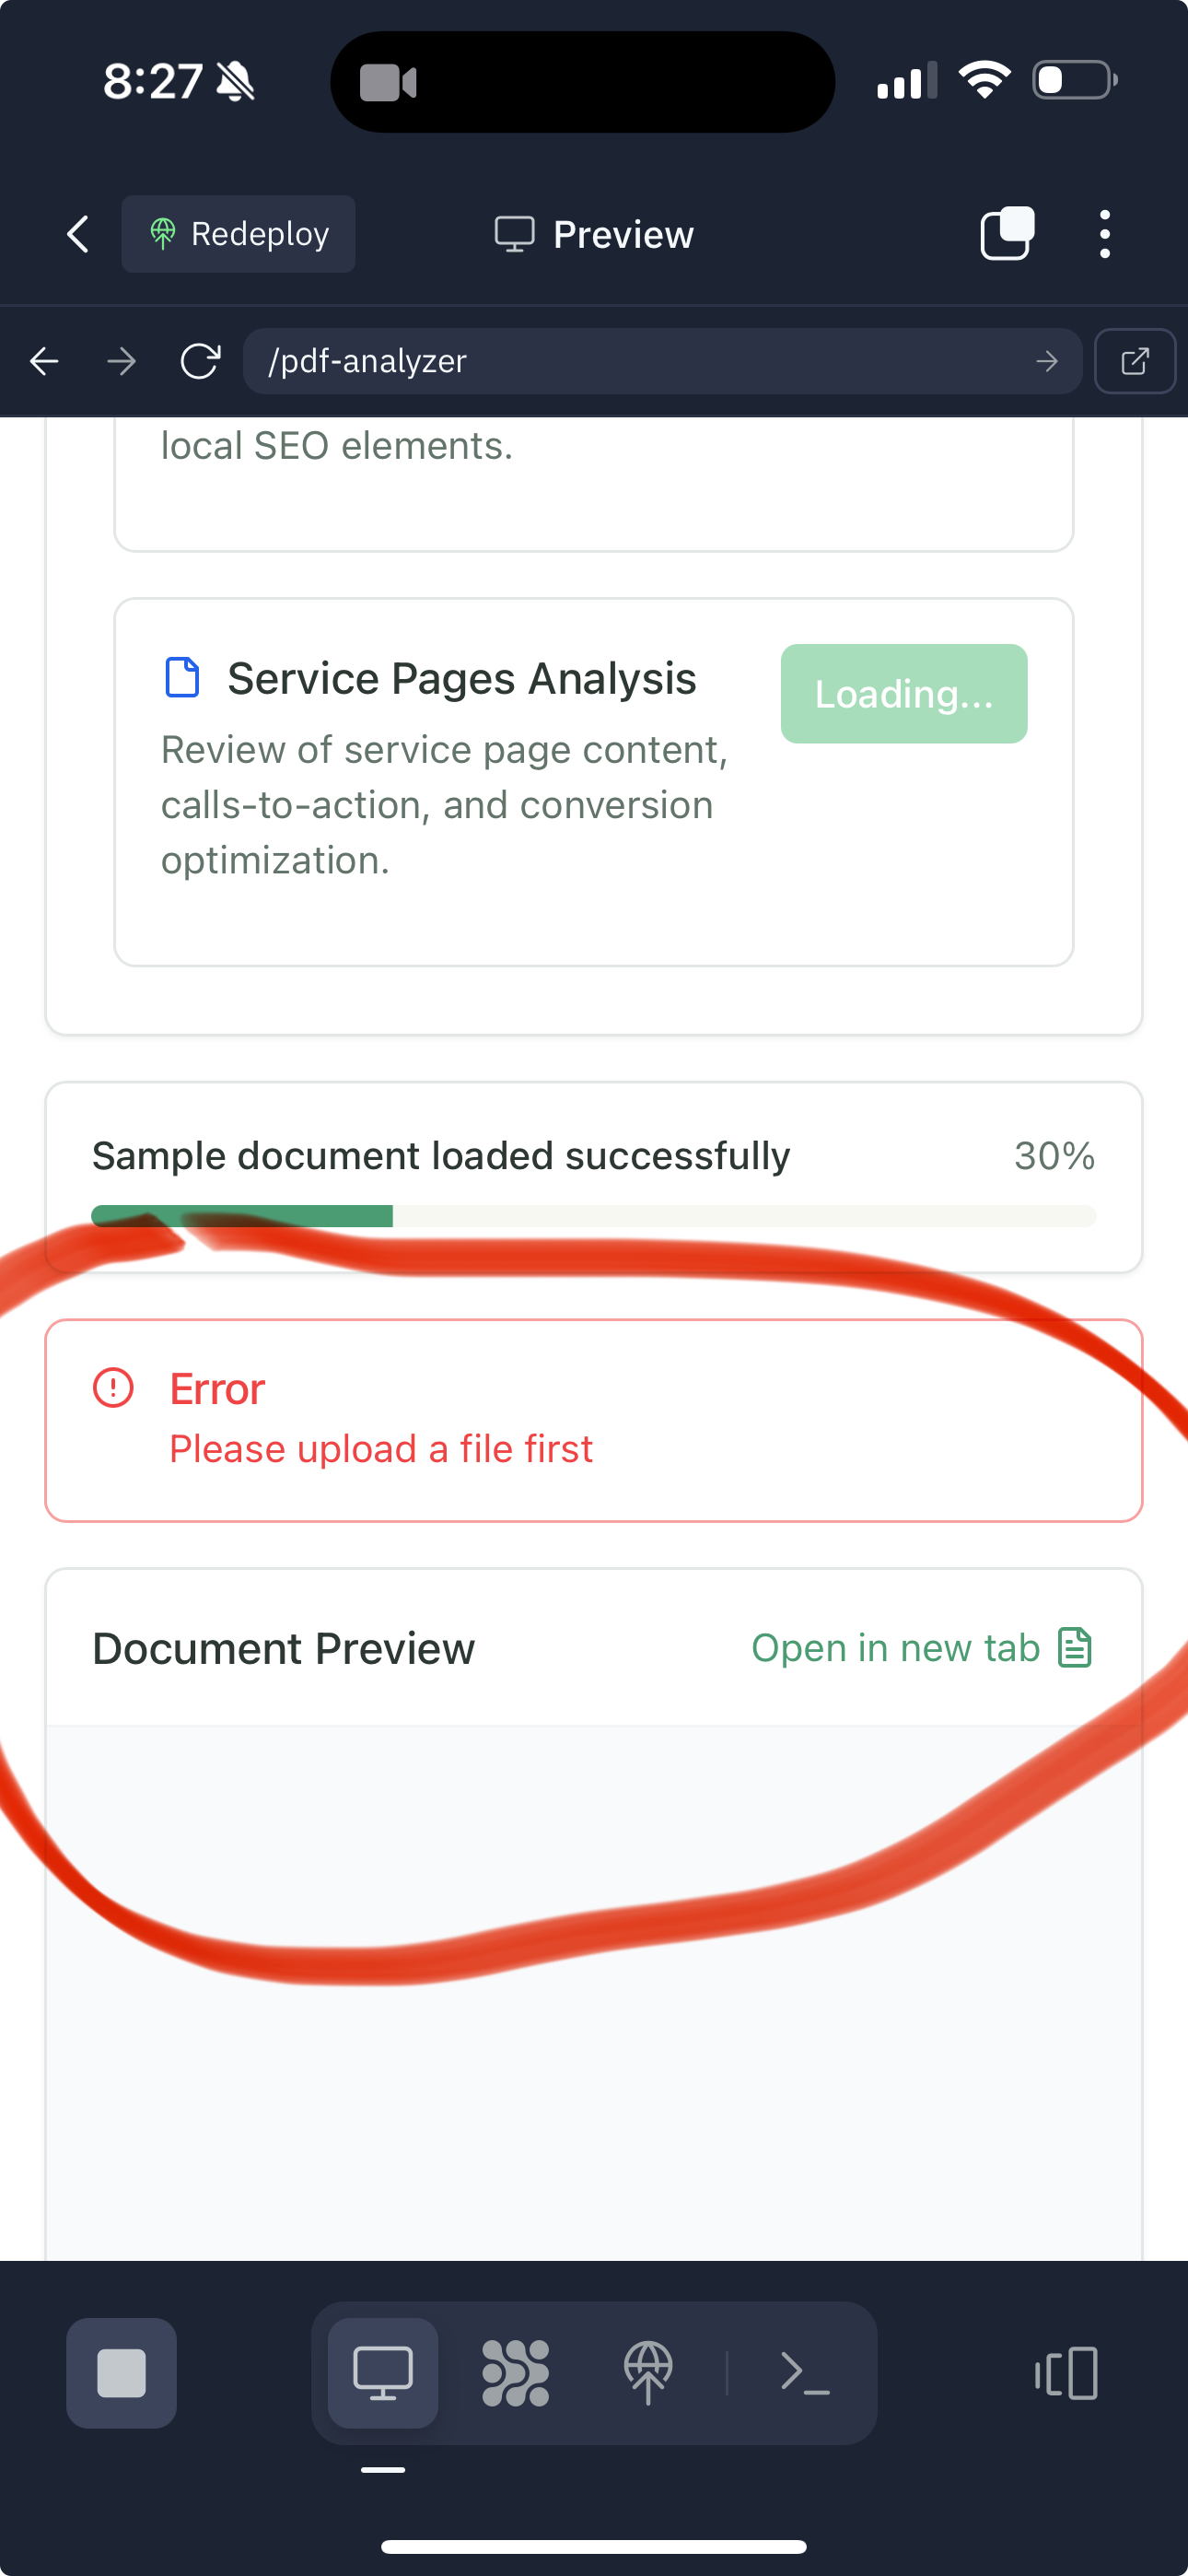 8:27
Redeploy
Preview
/pdf-analyzer
local SEO elements.
Service Pages Analysis
Loading...
Review of service page content,
calls-to-action, and conversion
optimization.
Sample document loaded successfully
30%
Error
Please upload a file first
Document Preview
Open in new tab